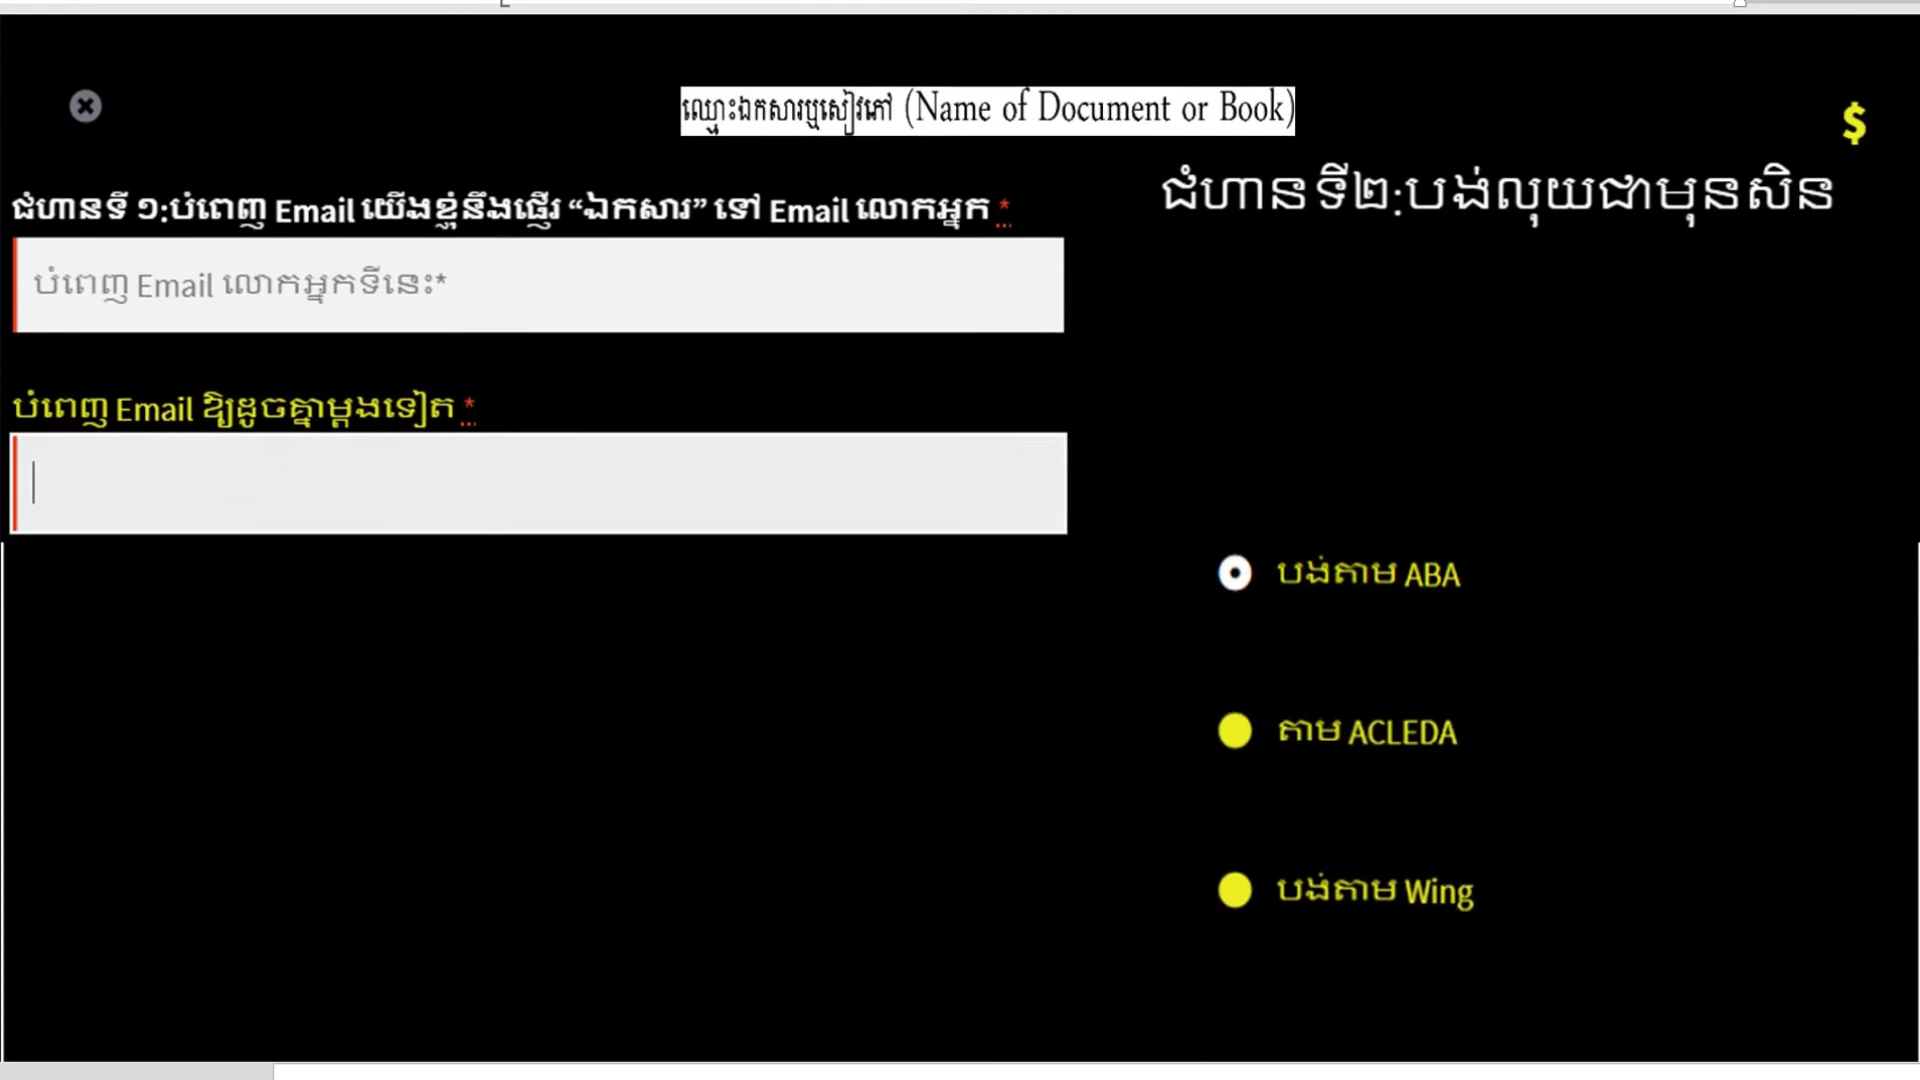 ឈ្មោះឯកសារឬសៀវភៅ (Name of Document or Book)
$
ជំហានទី ១:បំពេញ Email យើងខ្ញុំនឹងផ្ញើរ “ឯកសារ” ទៅ Email លោកអ្នក *
បំពេញ Email លោកអ្នកទីនេះ*
បំពេញ Email ឱ្យដូចគ្នាម្តងទៀត *
ជំហានទី២:បង់លុយជាមុនសិន
បង់តាម ABA
តាម ACLEDA
បង់តាម Wing